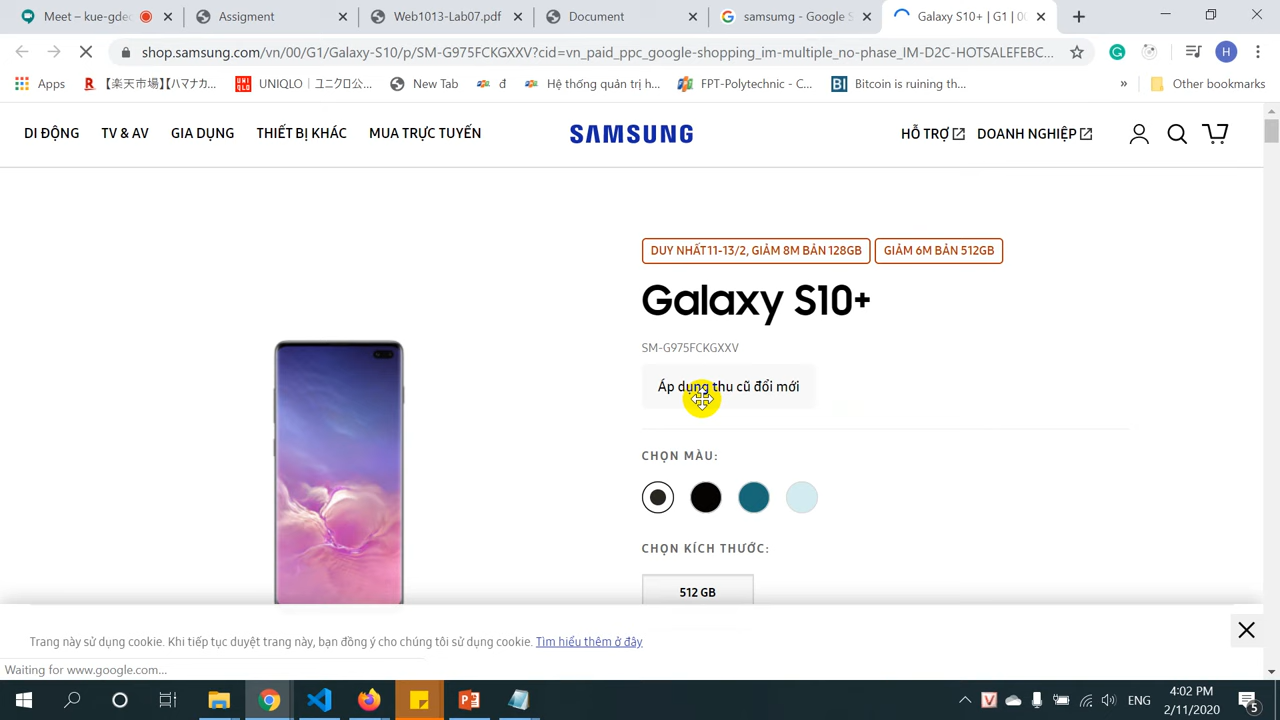 Meet – kue-gde
Assigment
Web1013-Lab07.pdf
Document
samsumg - Google S
Galaxy S10+ | G1 | 00
shop.samsung.com/vn/00/G1/Galaxy-S10/p/SM-G975FCKGXXV?cid=vn_paid_ppc_google-shopping_im-multiple_no-phase_IM-D2C-HOTSALEFEBC...
H
Apps
【楽天市場】【ハマナカ...
UNIQLO｜ユニクロ公...
New Tab
đ
Hệ thống quản trị h...
FPT-Polytechnic - C...
BI
Bitcoin is ruining th...
»
Other bookmarks
DI ĐỘNG
TV & AV
GIA DỤNG
THIẾT BỊ KHÁC
MUA TRỰC TUYẾN
SAMSUNG
HỖ TRỢ
DOANH NGHIỆP
DUY NHẤT 11-13/2, GIẢM 8M BẢN 128GB
GIẢM 6M BẢN 512GB
Galaxy S10+
SM-G975FCKGXXV
Áp dụng thu cũ đổi mới
CHỌN MÀU:
CHỌN KÍCH THƯỚC:
512 GB
Trang này sử dụng cookie. Khi tiếp tục duyệt trang này, bạn đồng ý cho chúng tôi sử dụng cookie. Tìm hiểu thêm ở đây
Waiting for www.google.com...
ENG
4:02 PM
2/11/2020
5